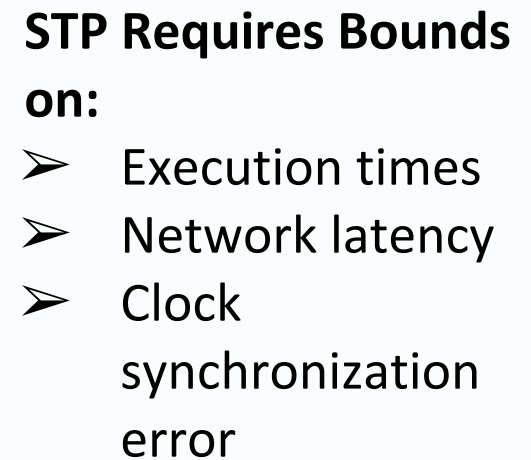 STP Requires Bounds
on:
➢ Execution times
➢ Network latency
➢ Clock
synchronization
error